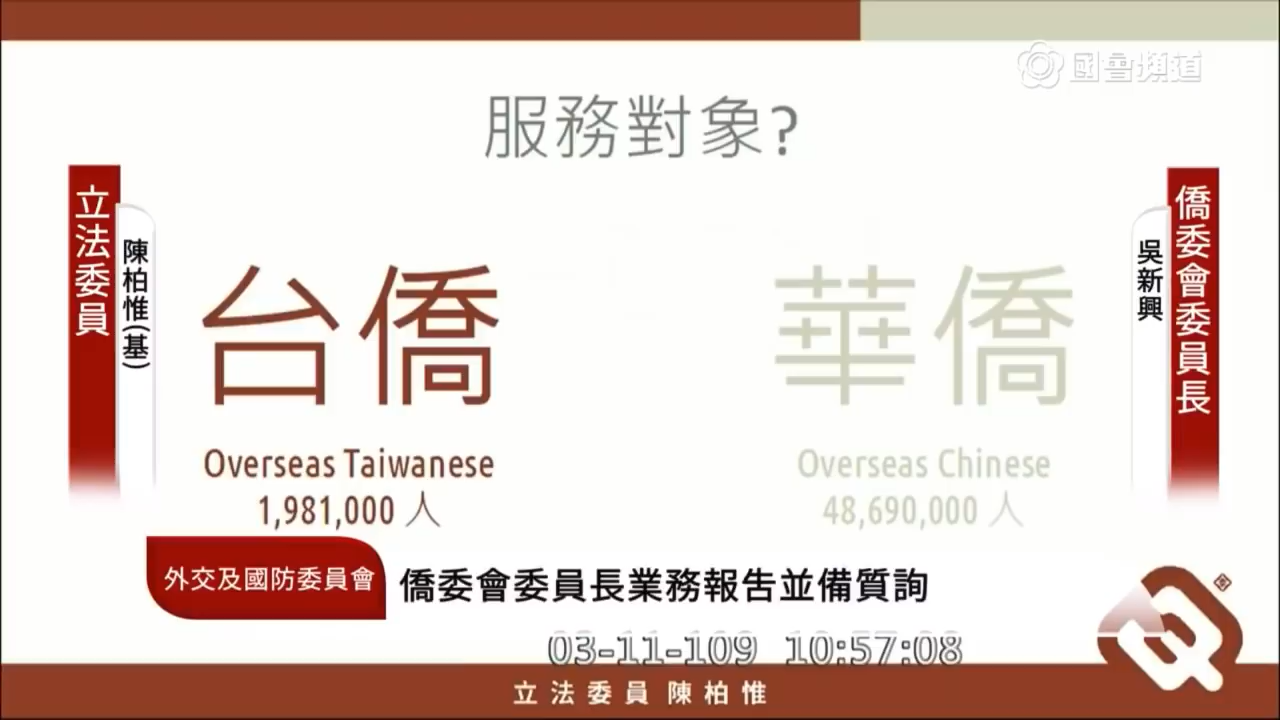 國會頻道
服務對象?
立法委員
陳柏惟(基)
僑委會委員長
吳新興
台僑
華僑
Overseas Taiwanese
1,981,000 人
Overseas Chinese
48,690,000 人
外交及國防委員會
僑委會委員長業務報告並備質詢
03-11-109 10:57:08
立法委員 陳柏惟